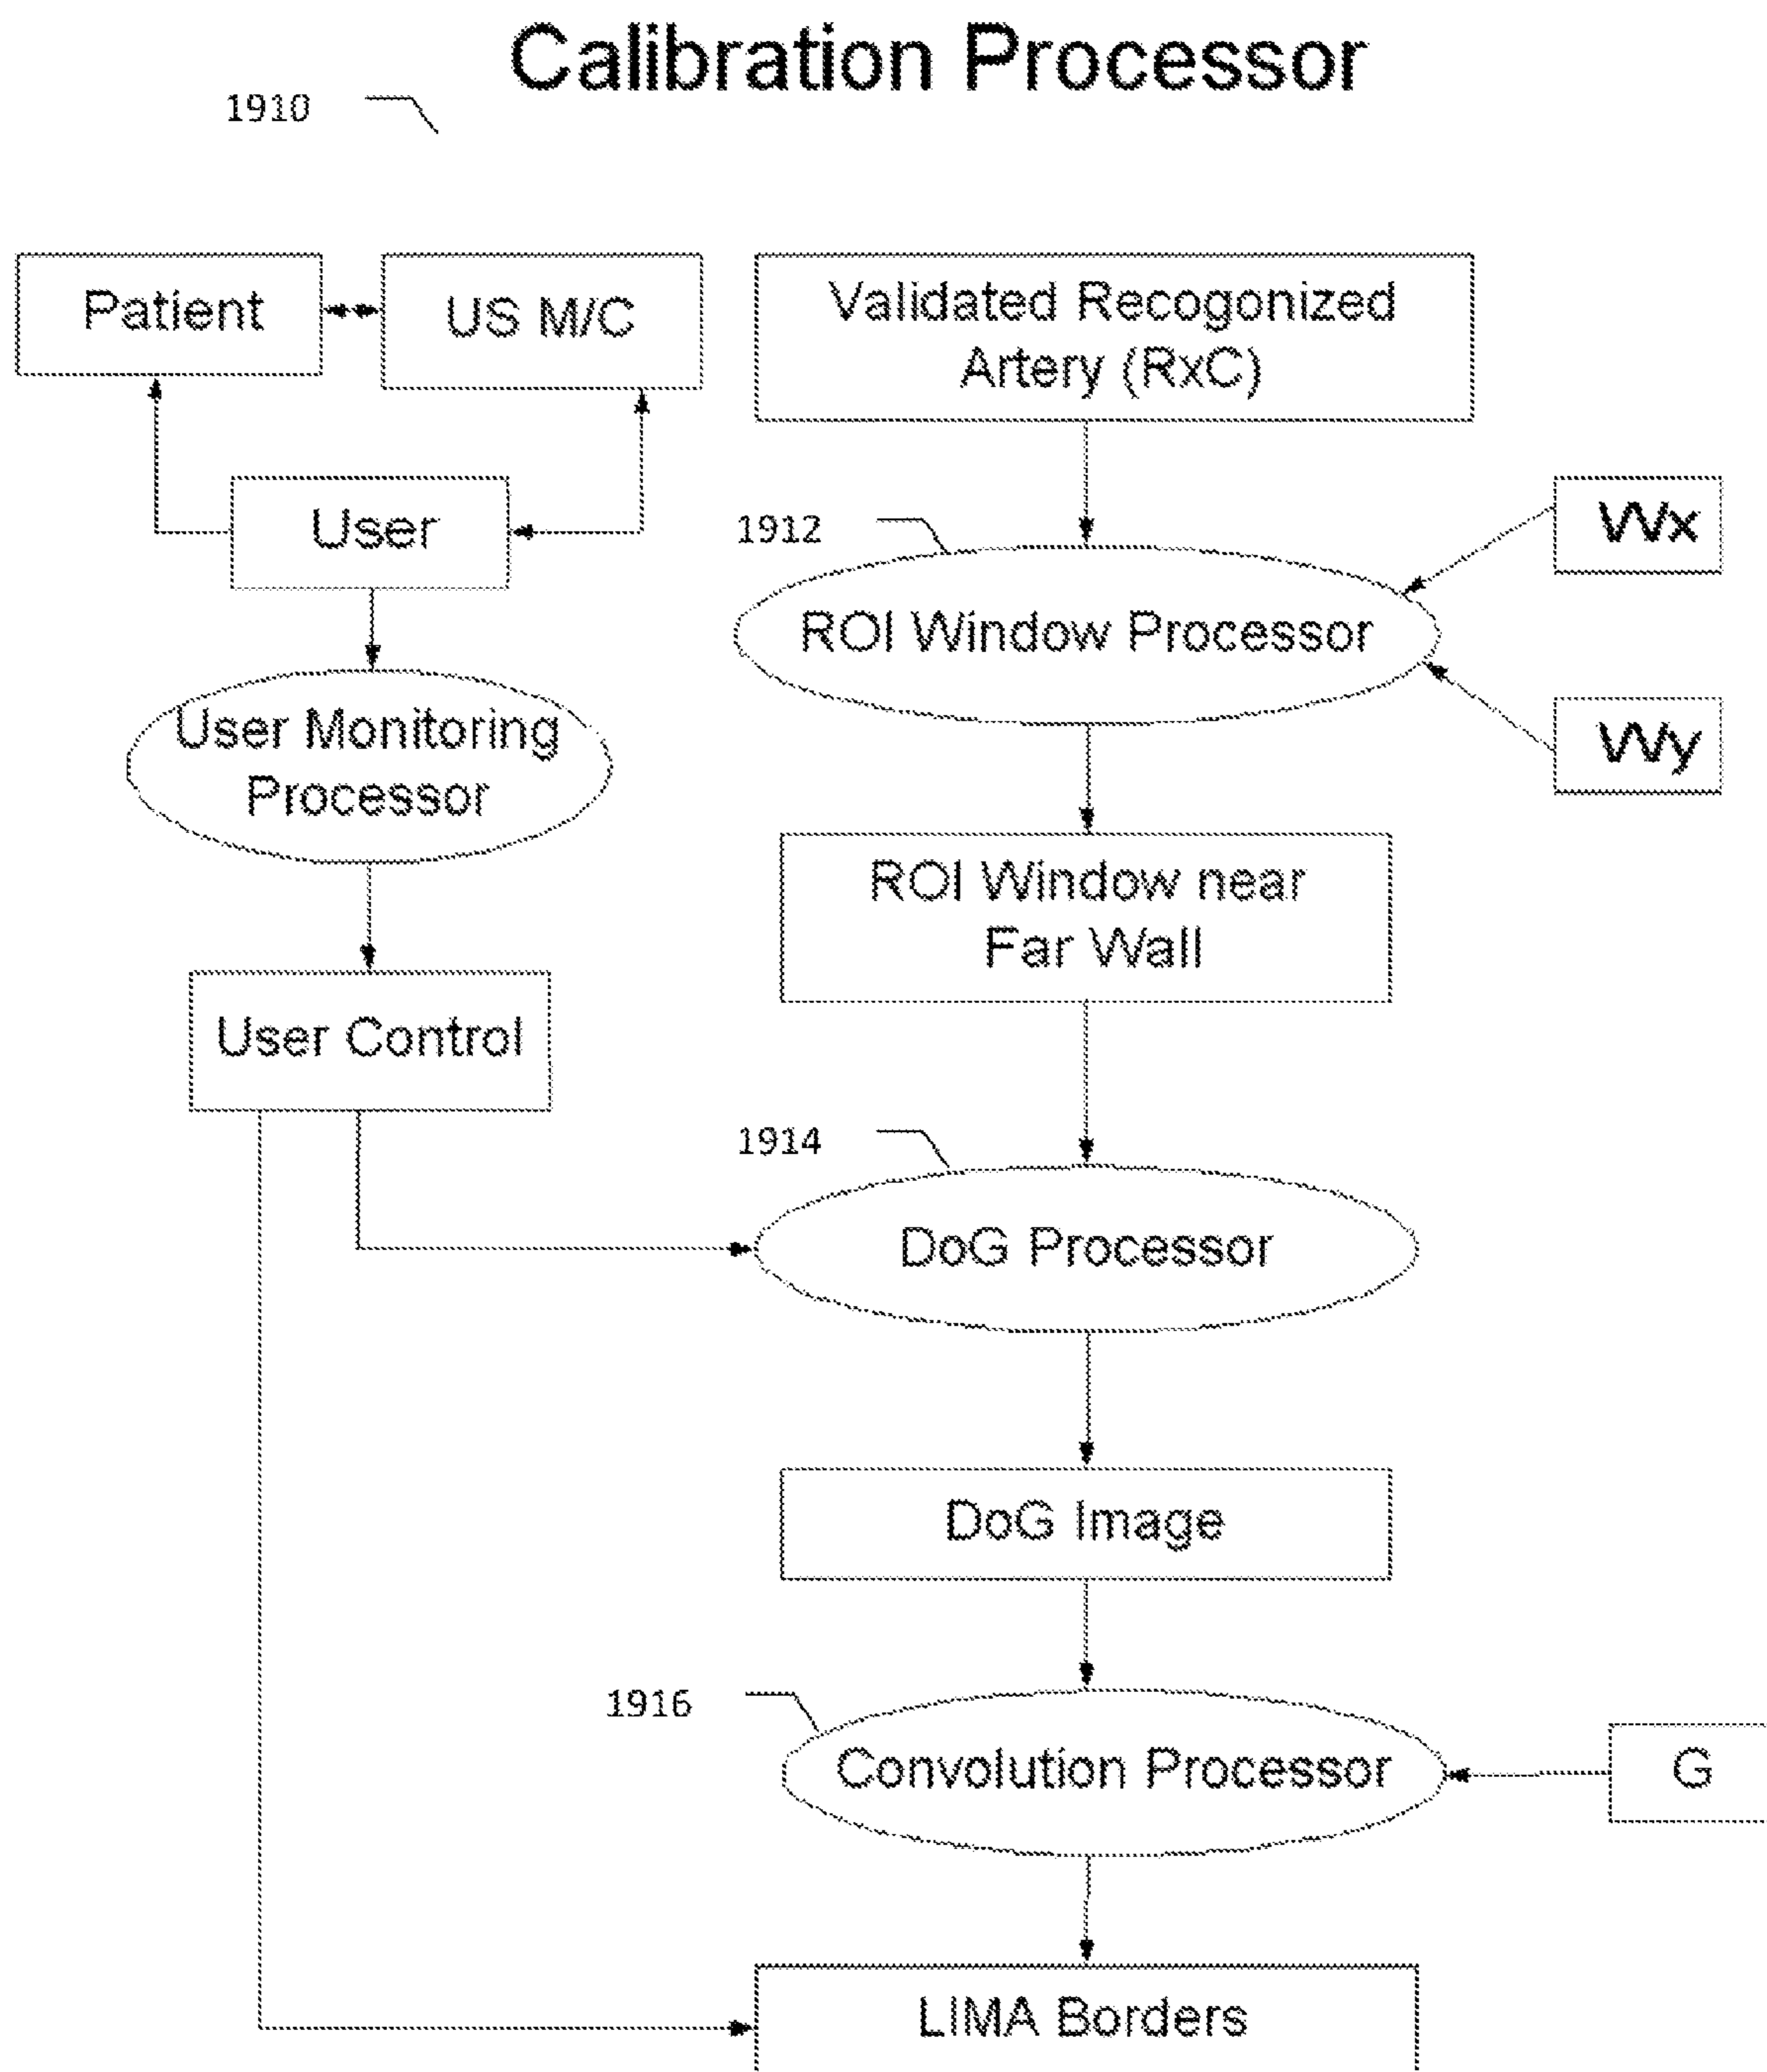 Calibration Processor
1910
Patient
US M/C
Validated Recogonized
Artery (RxC)
User
1912
Wx
ROI Window Processor
User Monitoring
Processor
Wy
ROI Window near
Far Wall
User Control
1914
DoG Processor
DoG Image
1916
Convolution Processor
G
LIMA Borders